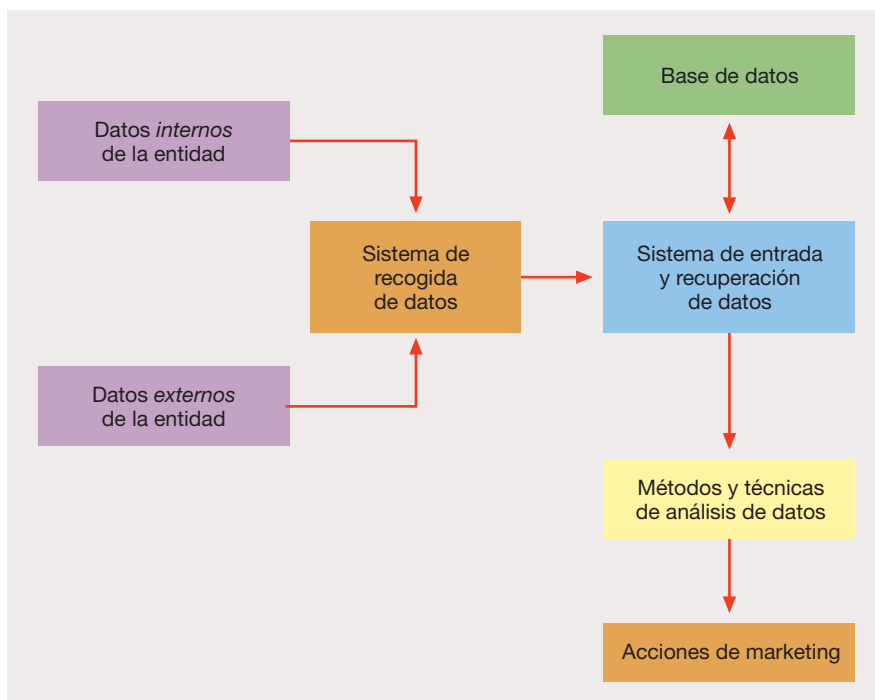 Base de datos
Datos internos
de la entidad
Sistema de
recogida
de datos
Sistema de entrada
y recuperación
de datos
Datos externos
de la entidad
Métodos y técnicas
de análisis de datos
Acciones de marketing